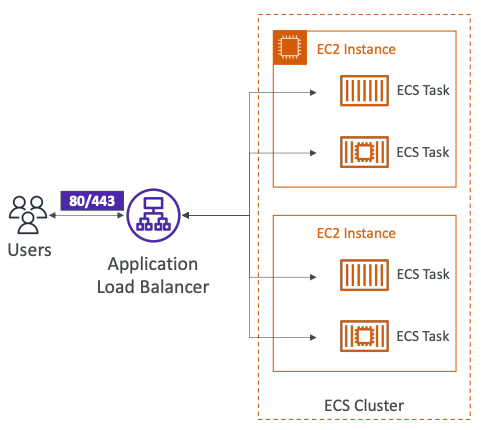 EC2 Instance
ECS Task
ECS Task
80/443
Users
Application
Load Balancer
EC2 Instance
ECS Task
ECS Task
ECS Cluster